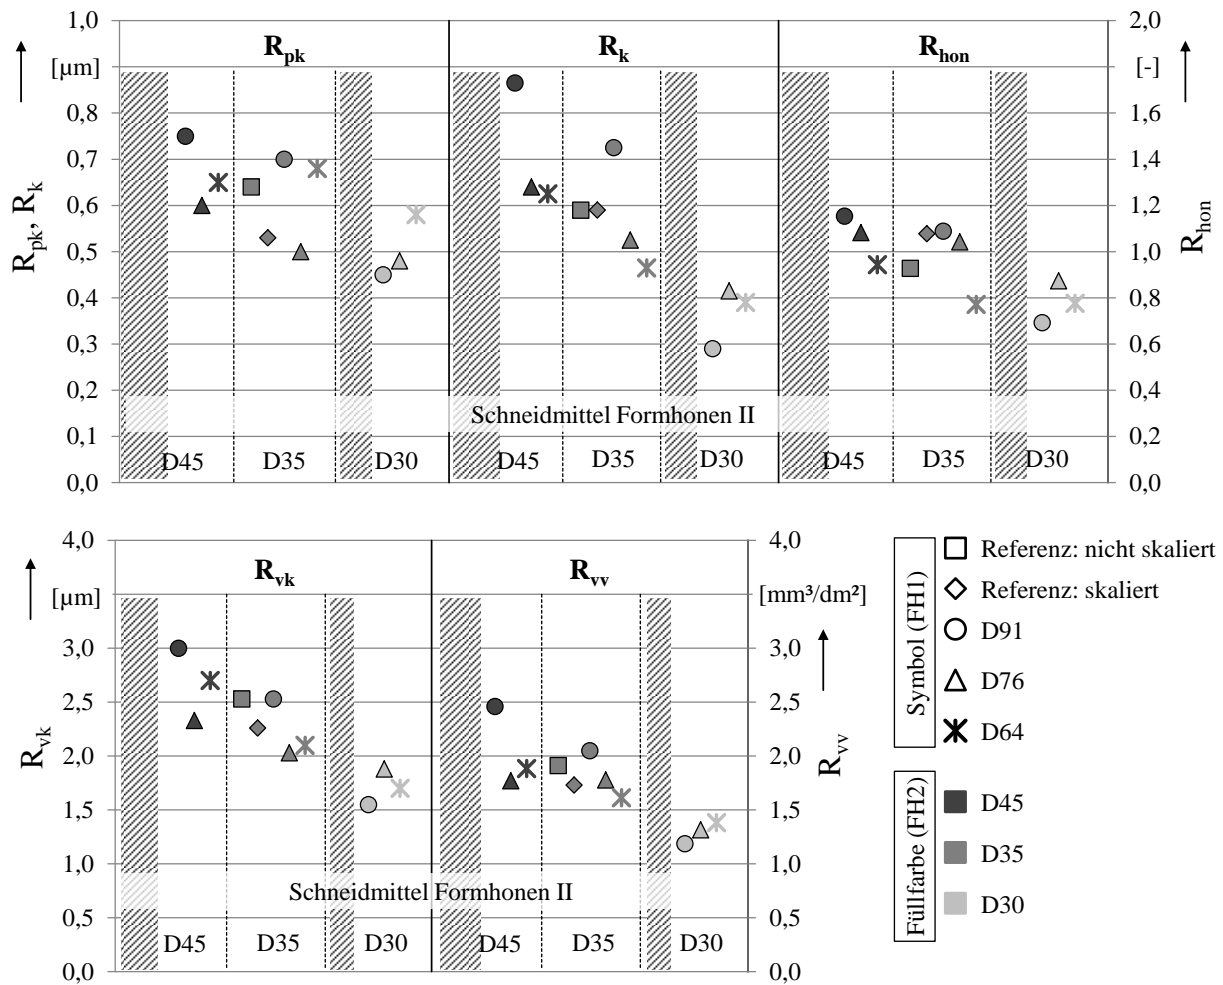 1,0
R_pk
R_k
R_hon
2,0
[µm]
[-]
0,8
1,6
0,7
1,4
0,6
1,2
0,5
1,0
0,4
0,8
0,3
0,6
0,2
Schneidmittel Formhonen II
0,4
0,1
D45
D35
D30
D45
D35
D30
D45
D35
D30
0,2
0,0
0,0
R_pk, R_k
R_hon
4,0
R_vk
R_vv
4,0
[µm]
[mm³/dm²]
3,0
3,0
2,5
2,5
2,0
2,0
1,5
1,5
1,0
1,0
Schneidmittel Formhonen II
0,5
0,5
D45
D35
D30
D45
D35
D30
0,0
0,0
R_vk
R_vv
Symbol (FH1)
Referenz: nicht skaliert
Referenz: skaliert
D91
D76
D64
Füllfarbe (FH2)
D45
D35
D30